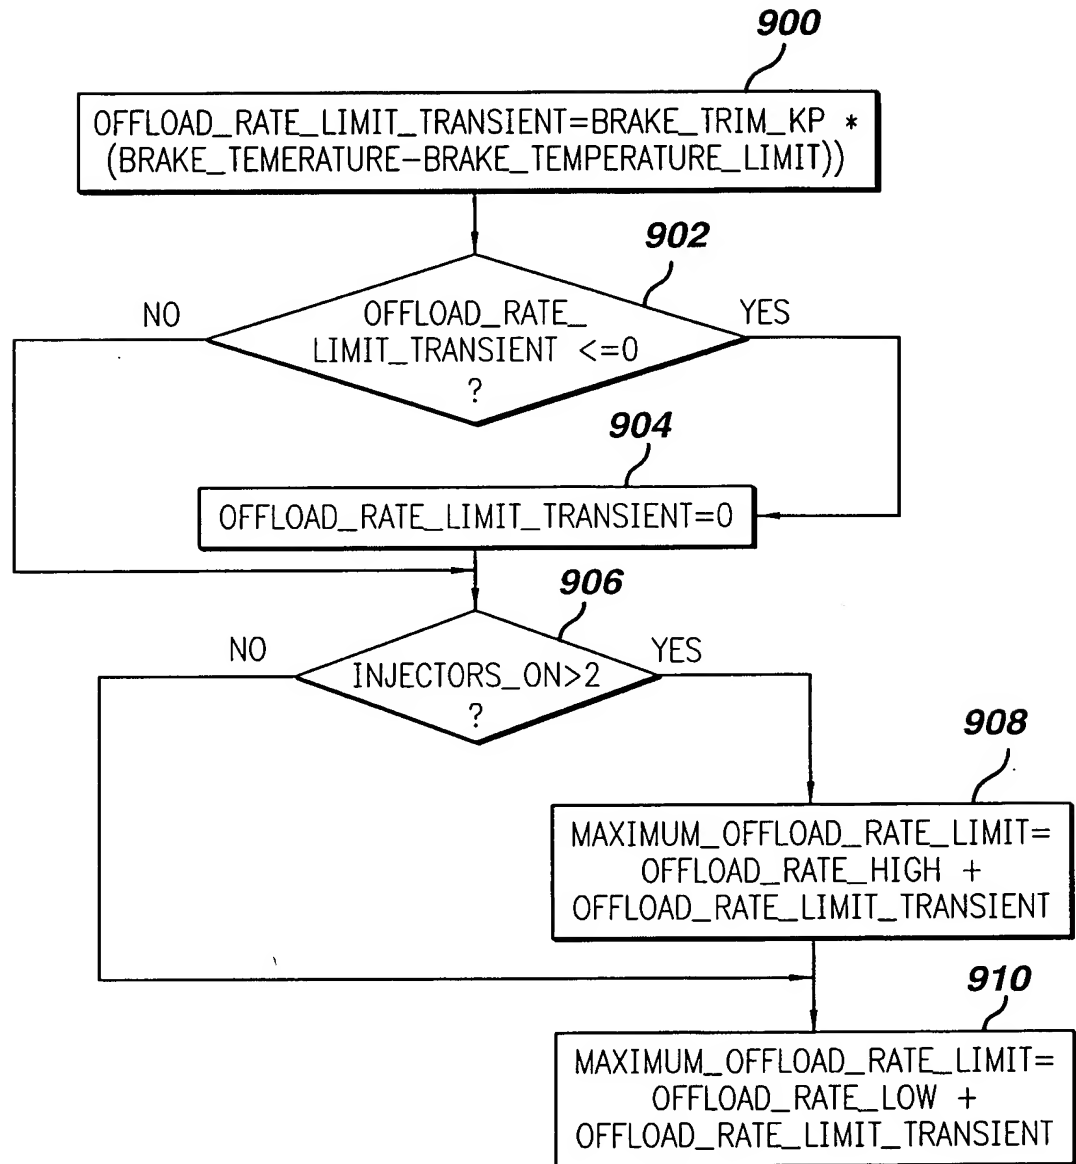 900
OFFLOAD_RATE_LIMIT_TRANSIENT=BRAKE_TRIM_KP *
(BRAKE_TEMERATURE-BRAKE_TEMPERATURE_LIMIT))
902
NO
YES
OFFLOAD_RATE_
LIMIT_TRANSIENT <=0
?
904
OFFLOAD_RATE_LIMIT_TRANSIENT=0
906
NO
YES
INJECTORS_ON>2
?
908
MAXIMUM_OFFLOAD_RATE_LIMIT=
OFFLOAD_RATE_HIGH +
OFFLOAD_RATE_LIMIT_TRANSIENT
910
MAXIMUM_OFFLOAD_RATE_LIMIT=
OFFLOAD_RATE_LOW +
OFFLOAD_RATE_LIMIT_TRANSIENT